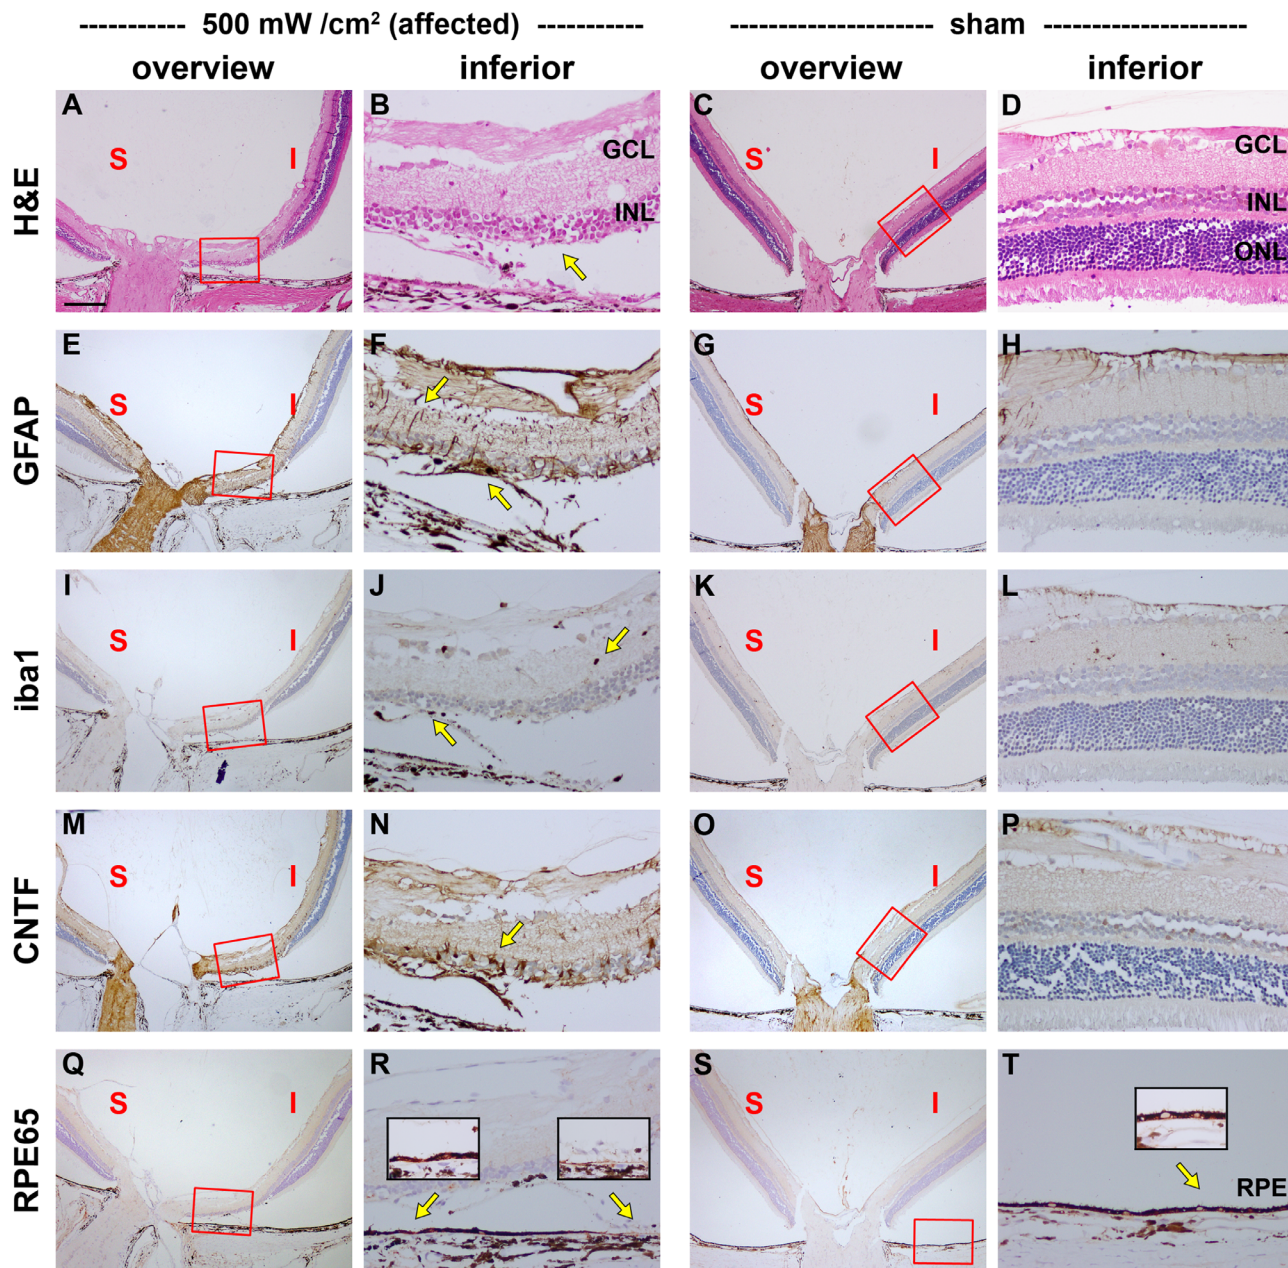 ----------- 500 mW /cm² (affected) ----------- -------------------- sham --------------------
overview inferior overview inferior
H&E
A S I
B GCL INL
C S I
D GCL INL ONL
GFAP
E S I
F
G S I
H
iba1
I S I
J
K S I
L
CNTF
M S I
N
O S I
P
RPE65
Q S I
R
S S I
T RPE